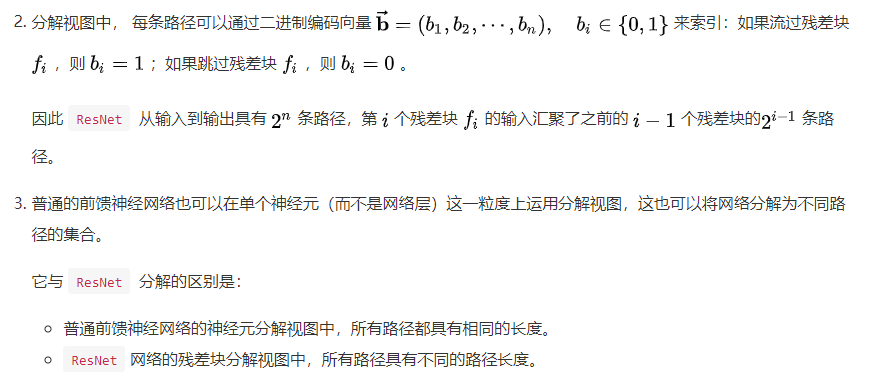 2. 分解视图中， 每条路径可以通过二进制编码向量 $\vec{\mathbf{b}} = (b_1, b_2, \cdots, b_n), \quad b_i \in \{0, 1\}$ 来索引：如果流过残差块
$f_i$ ，则 $b_i = 1$ ；如果跳过残差块 $f_i$ ，则 $b_i = 0$ 。
因此 ResNet 从输入到输出具有 $2^n$ 条路径，第 $i$ 个残差块 $f_i$ 的输入汇聚了之前的 $i - 1$ 个残差块的$2^{i-1}$ 条路
径。
3. 普通的前馈神经网络也可以在单个神经元（而不是网络层）这一粒度上运用分解视图，这也可以将网络分解为不同路
径的集合。
它与 ResNet 分解的区别是：
○ 普通前馈神经网络的神经元分解视图中，所有路径都具有相同的长度。
○ ResNet 网络的残差块分解视图中，所有路径具有不同的路径长度。